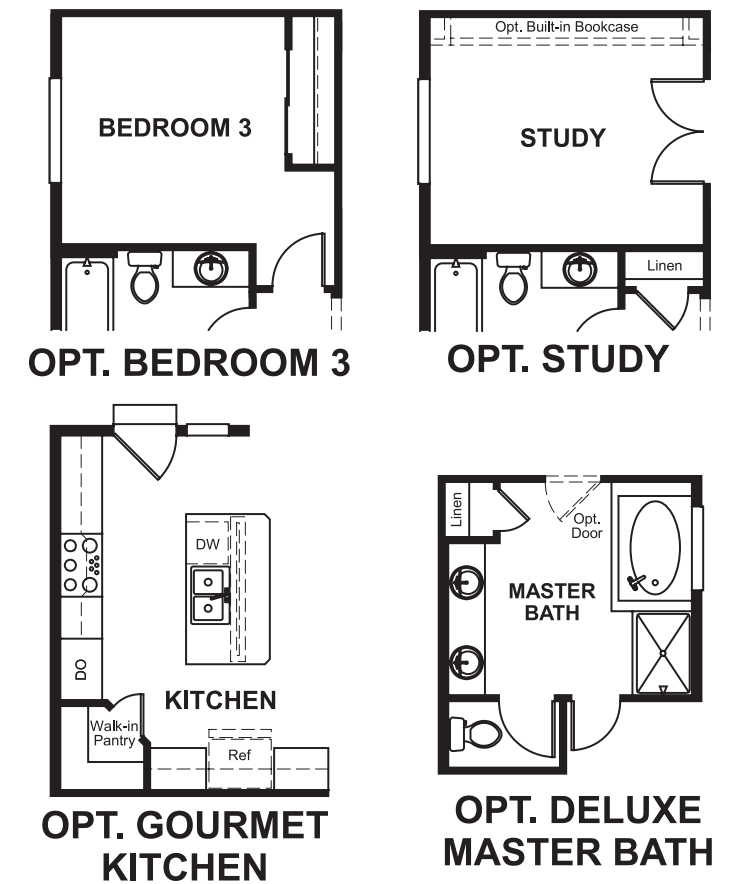 BEDROOM 3
OPT. BEDROOM 3
Opt. Built-in Bookcase
STUDY
Linen
OPT. STUDY
DW
DO
KITCHEN
Walk-in
Pantry
Ref
OPT. GOURMET
KITCHEN
Linen
Opt.
Door
MASTER
BATH
OPT. DELUXE
MASTER BATH